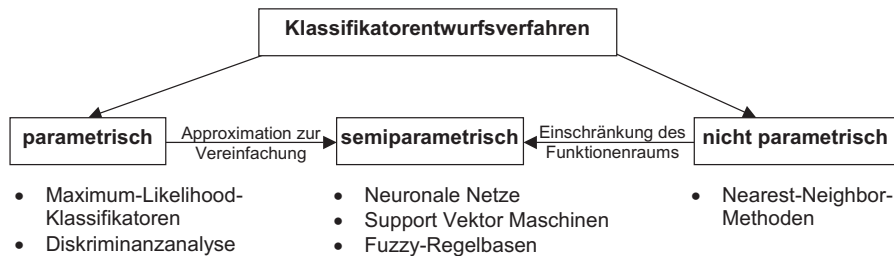 Klassifikatorentwurfsverfahren
parametrisch
Approximation zur
Vereinfachung
semiparametrisch
Einschränkung des
Funktionenraums
nicht parametrisch
• Maximum-Likelihood-
Klassifikatoren
• Diskriminanzanalyse
• Neuronale Netze
• Support Vektor Maschinen
• Fuzzy-Regelbasen
• Nearest-Neighbor-
Methoden